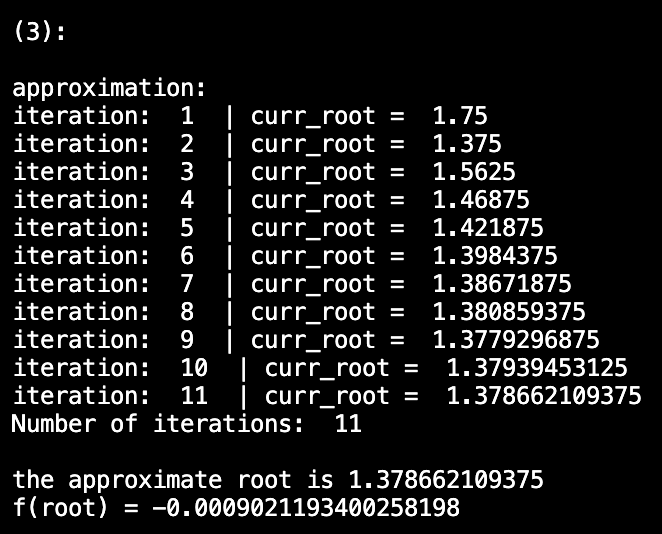 (3):
approximation:
iteration:  1  | curr_root =  1.75
iteration:  2  | curr_root =  1.375
iteration:  3  | curr_root =  1.5625
iteration:  4  | curr_root =  1.46875
iteration:  5  | curr_root =  1.421875
iteration:  6  | curr_root =  1.3984375
iteration:  7  | curr_root =  1.38671875
iteration:  8  | curr_root =  1.380859375
iteration:  9  | curr_root =  1.3779296875
iteration:  10  | curr_root =  1.37939453125
iteration:  11  | curr_root =  1.378662109375
Number of iterations:  11
the approximate root is 1.378662109375
f(root) = -0.0009021193400258198